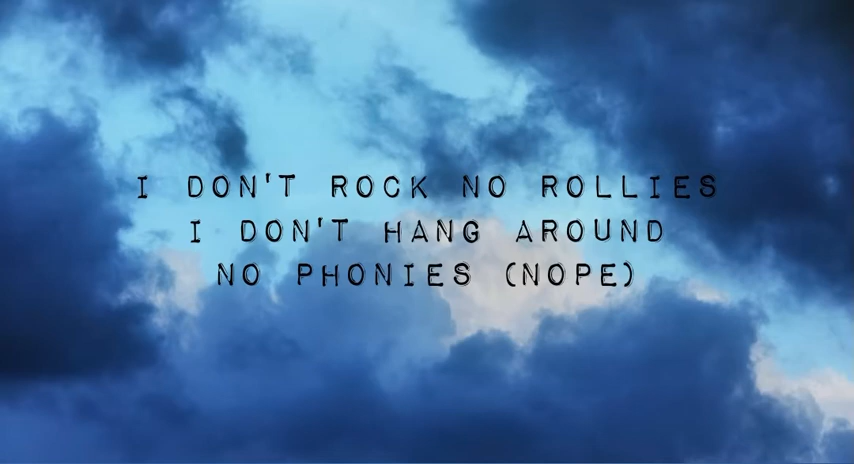 I DON'T ROCK NO ROLLIES
I DON'T HANG AROUND
NO PHONIES (NOPE)